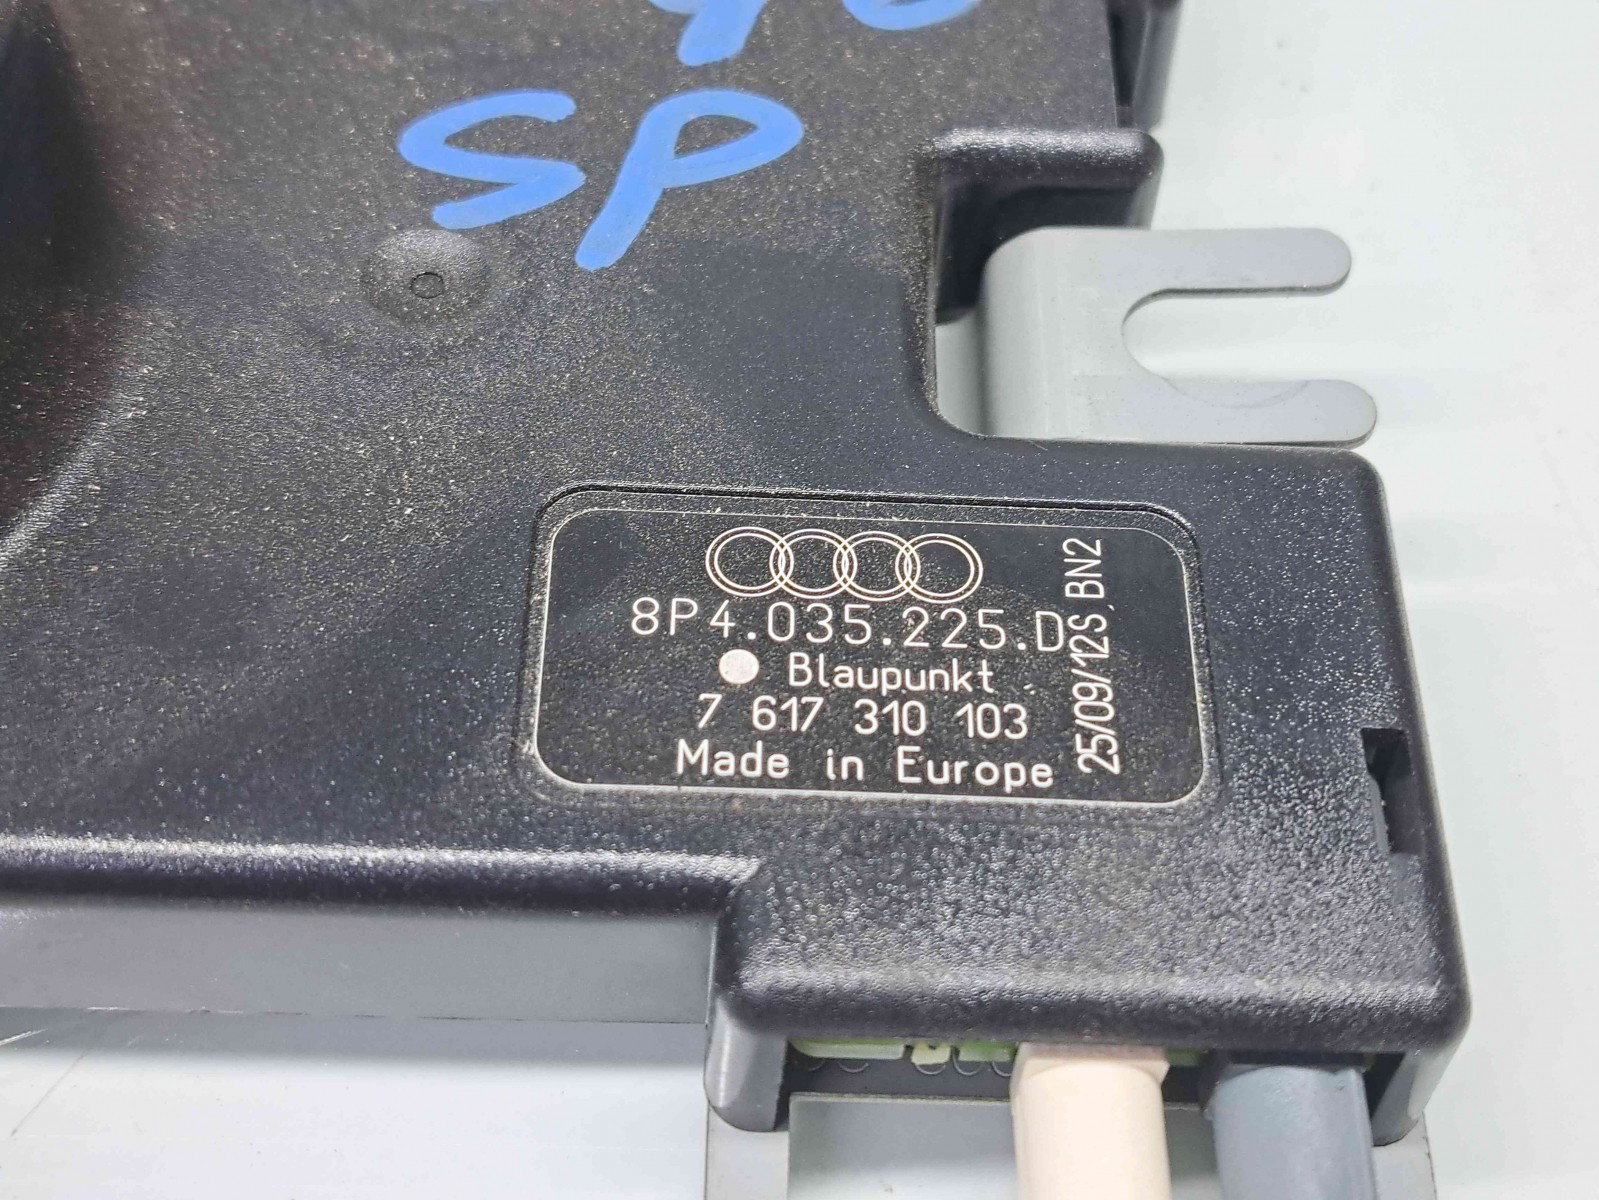 SP
8P4.035.225.D
Blaupunkt
7 617 310 103
Made in Europe
25/09/12S BN2